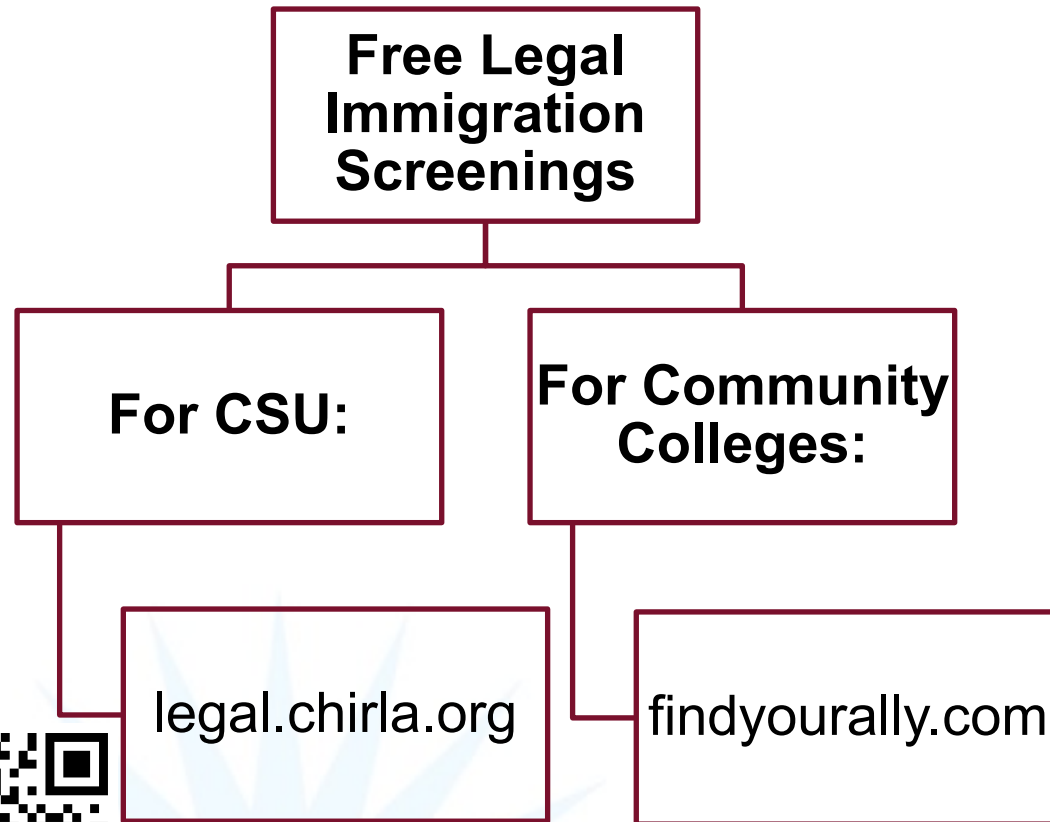 Free Legal
Immigration
Screenings
For CSU:
For Community
Colleges:
legal.chirla.org
findyourally.com